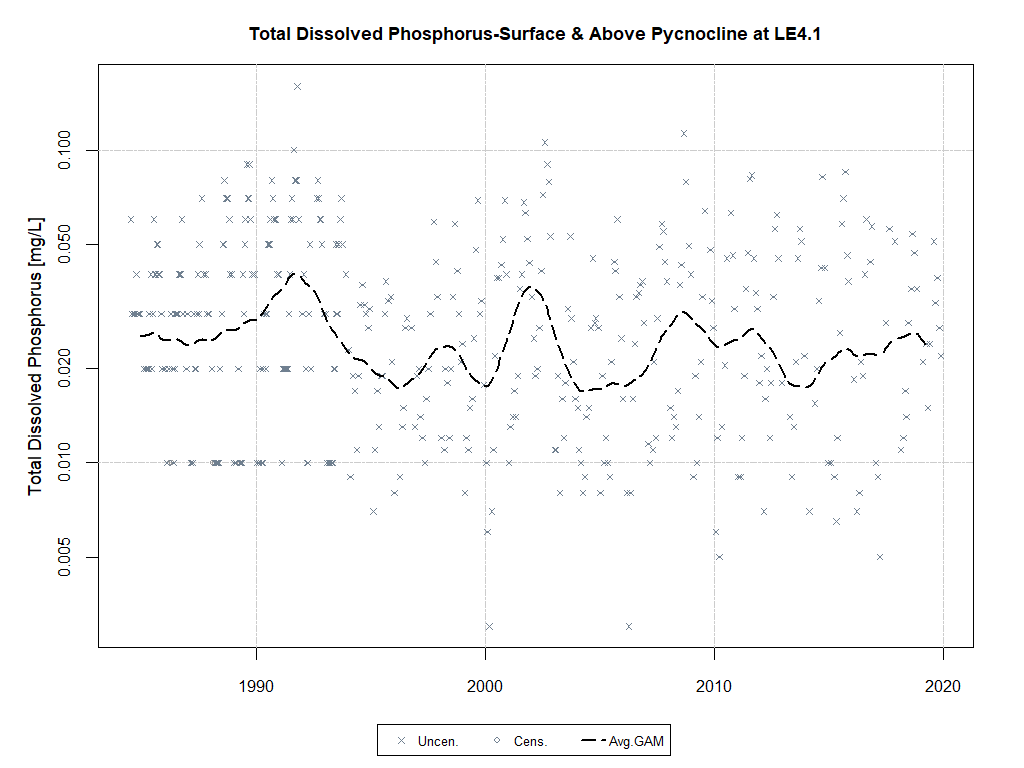 Total Dissolved Phosphorus-Surface & Above Pycnocline at LE4.1
Total Dissolved Phosphorus [mg/L]
0.100
0.050
0.020
0.010
0.005
1990 2000 2010 2020
Uncen. Cens. Avg.GAM